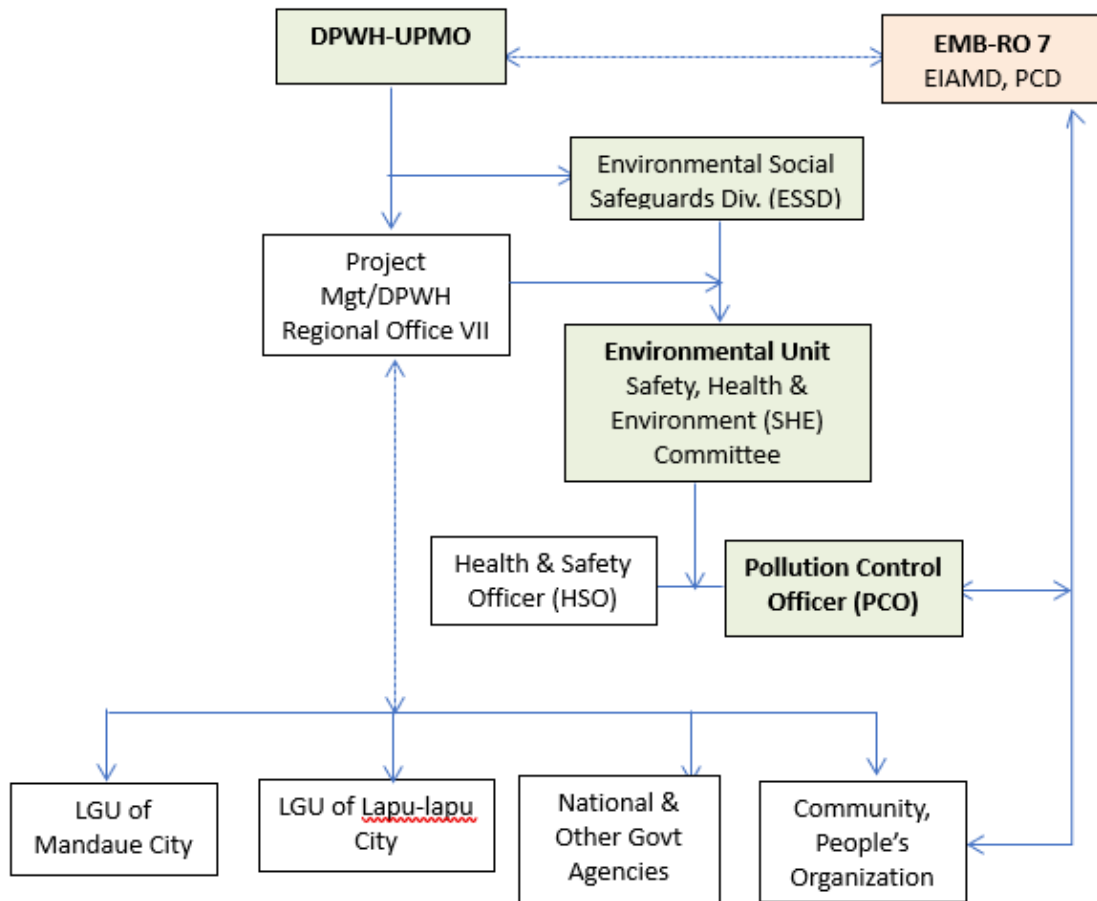 DPWH-UPMO
EMB-RO 7
EIAMD, PCD
Environmental Social
Safeguards Div. (ESSD)
Project
Mgt/DPWH
Regional Office VII
Environmental Unit
Safety, Health &
Environment (SHE)
Committee
Health & Safety
Officer (HSO)
Pollution Control
Officer (PCO)
LGU of
Mandaue City
LGU of Lapu-lapu
City
National &
Other Govt
Agencies
Community,
People's
Organization